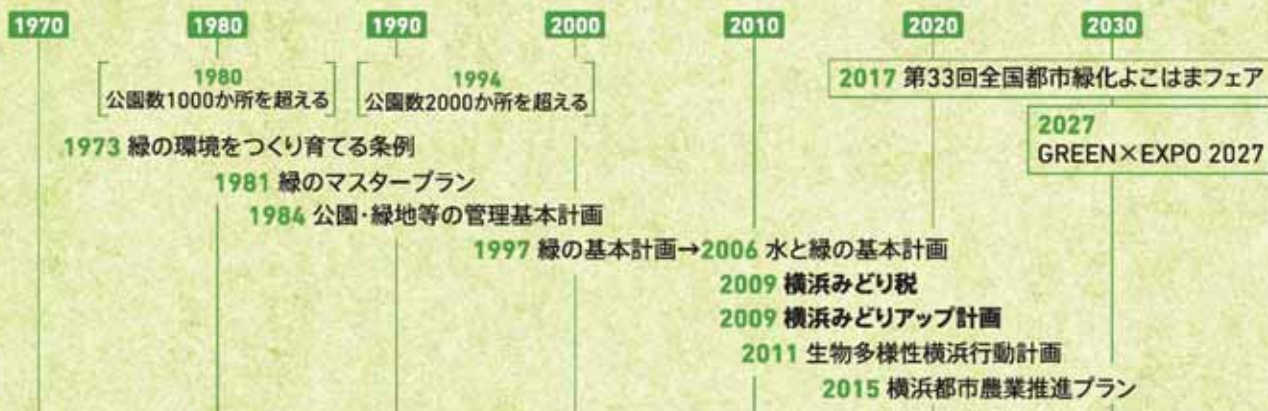 1970 1980 1990 2000 2010 2020 2030
1980
公園数1000か所を超える
1994
公園数2000か所を超える
2017 第33回全国都市緑化よこはまフェア
2027
GREEN×EXPO 2027
1973 緑の環境をつくり育てる条例
1981 緑のマスタープラン
1984 公園・緑地等の管理基本計画
1997 緑の基本計画→2006 水と緑の基本計画
2009 横浜みどり税
2009 横浜みどりアップ計画
2011 生物多様性横浜行動計画
2015 横浜都市農業推進プラン